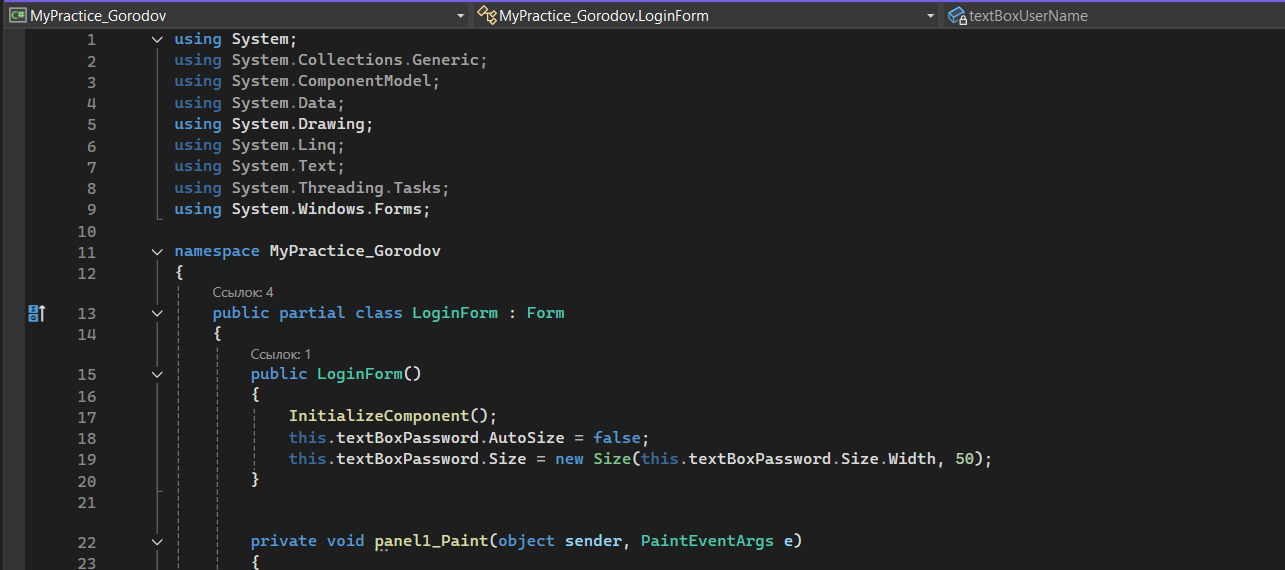 C# MyPractice_Gorodov MyPractice_Gorodov.LoginForm textBoxUserName
1 using System;
2 using System.Collections.Generic;
3 using System.ComponentModel;
4 using System.Data;
5 using System.Drawing;
6 using System.Linq;
7 using System.Text;
8 using System.Threading.Tasks;
9 using System.Windows.Forms;
10
11 namespace MyPractice_Gorodov
12 {
Ссылок: 4
13 public partial class LoginForm : Form
14 {
Ссылок: 1
15 public LoginForm()
16 {
17 InitializeComponent();
18 this.textBoxPassword.AutoSize = false;
19 this.textBoxPassword.Size = new Size(this.textBoxPassword.Size.Width, 50);
20 }
21
22 private void panel1_Paint(object sender, PaintEventArgs e)
23 {